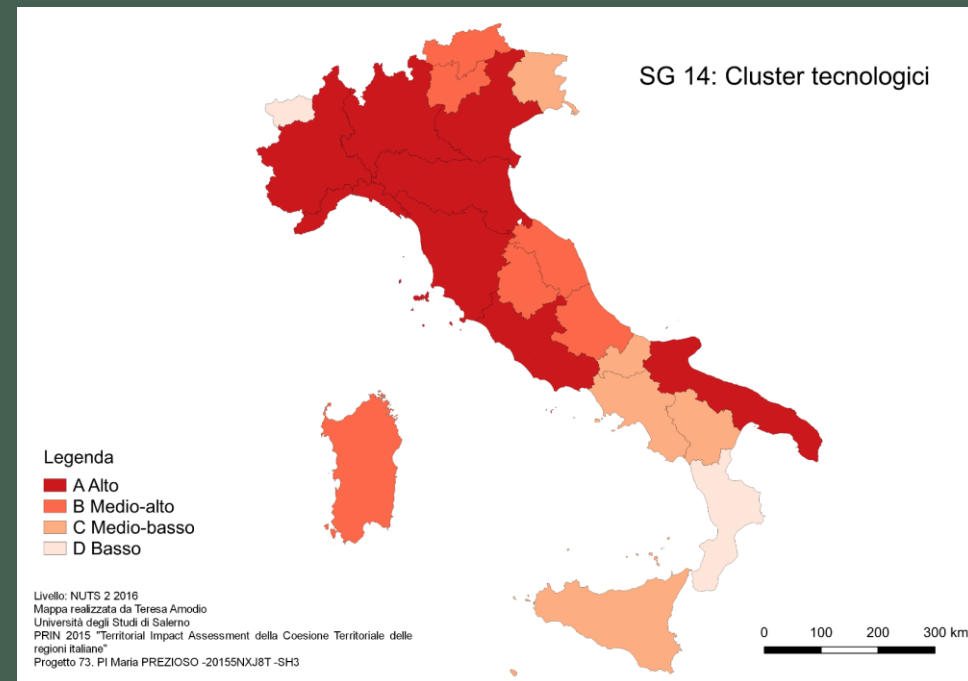 SG 14: Cluster tecnologici
Legenda
A Alto
B Medio-alto
C Medio-basso
D Basso
Livello: NUTS 2 2016
Mappa realizzata da Teresa Amodio
Università degli Studi di Salerno
PRIN 2015 "Territorial Impact Assessment della Coesione Territoriale delle
regioni italiane"
Progetto 73. PI Maria PREZIOSO -20155NXJ8T -SH3
0 100 200 300 km